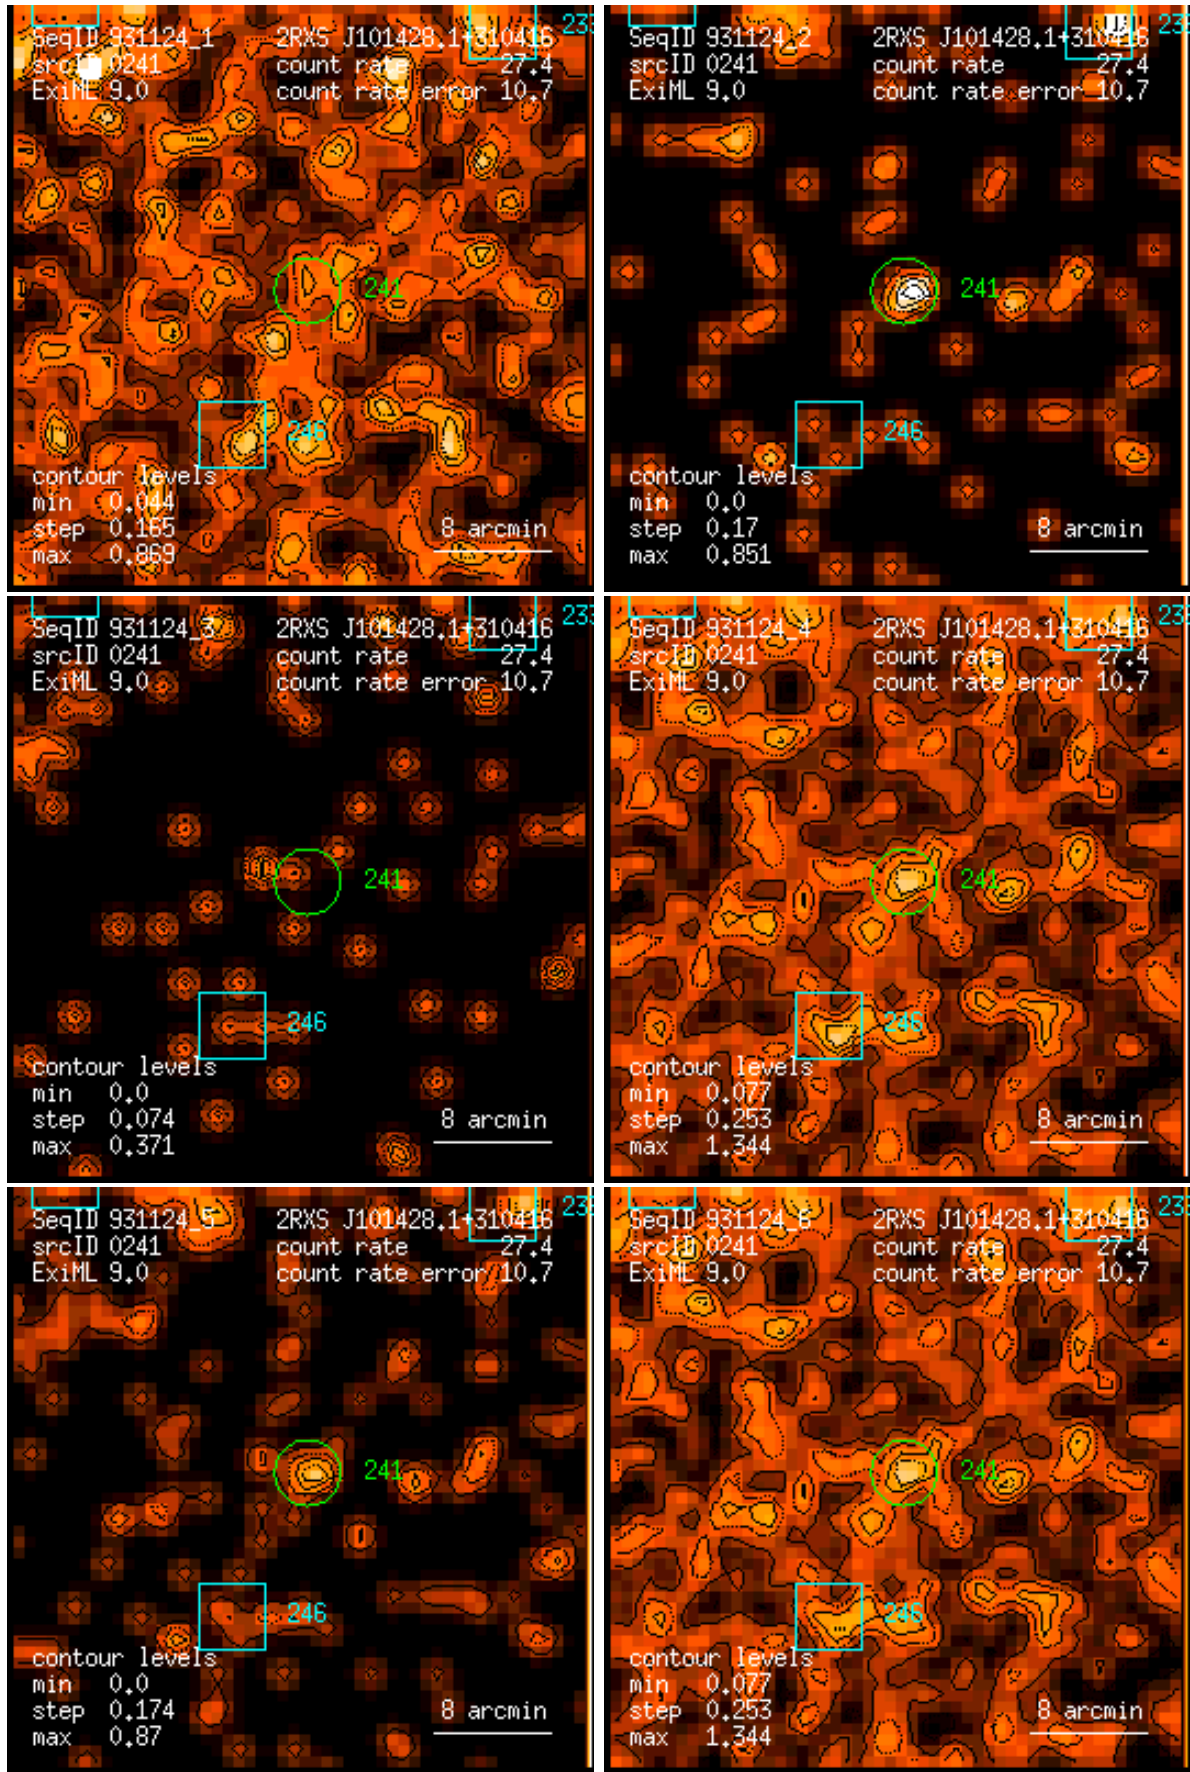 SeqID 931124_1 2RXS J101428.1+310416 233
srcID 0241 count rate 27.4
ExiML 9.0 count rate error 10.7
241
246
contour levels
min 0.044
step 0.165 8 arcmin
max 0.869
SeqID 931124_2 2RXS J101428.1+310416 233
srcID 0241 count rate 27.4
ExiML 9.0 count rate error 10.7
241
246
contour levels
min 0.0
step 0.17 8 arcmin
max 0.851
SeqID 931124_3 2RXS J101428.1+310416 233
srcID 0241 count rate 27.4
ExiML 9.0 count rate error 10.7
241
246
contour levels
min 0.0
step 0.074 8 arcmin
max 0.371
SeqID 931124_4 2RXS J101428.1+310416 233
srcID 0241 count rate 27.4
ExiML 9.0 count rate error 10.7
241
246
contour levels
min 0.077
step 0.253 8 arcmin
max 1.344
SeqID 931124_5 2RXS J101428.1+310416 233
srcID 0241 count rate 27.4
ExiML 9.0 count rate error 10.7
241
246
contour levels
min 0.0
step 0.174 8 arcmin
max 0.87
SeqID 931124_6 2RXS J101428.1+310416 233
srcID 0241 count rate 27.4
ExiML 9.0 count rate error 10.7
241
246
contour levels
min 0.077
step 0.253 8 arcmin
max 1.344